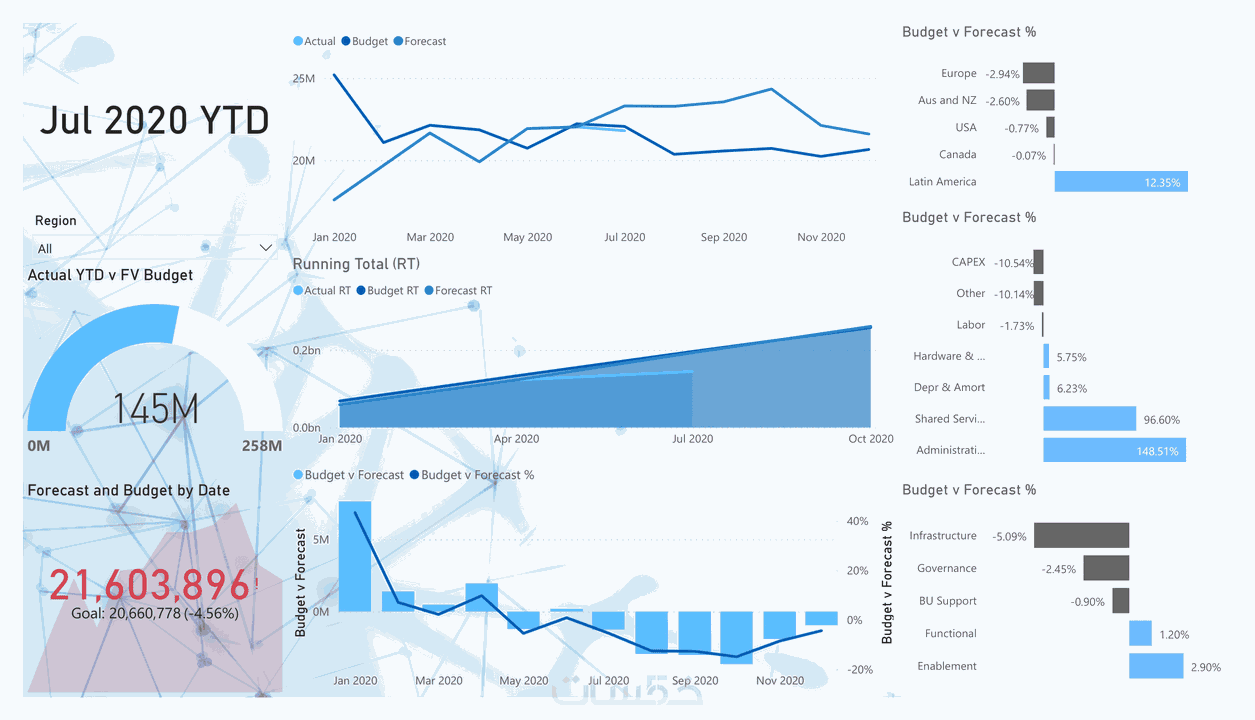 Jul 2020 YTD
Region
All
Actual YTD v FV Budget
145M
0M 258M
Forecast and Budget by Date
21,603,896!
Goal: 20,660,778 (-4.56%)
Actual Budget Forecast
25M
20M
Jan 2020 Mar 2020 May 2020 Jul 2020 Sep 2020 Nov 2020
Running Total (RT)
Actual RT Budget RT Forecast RT
0.2bn
0.0bn
Jan 2020 Apr 2020 Jul 2020 Oct 2020
Budget v Forecast Budget v Forecast %
Budget v Forecast
5M
0M
40%
20%
0%
-20%
Budget v Forecast %
Jan 2020 Mar 2020 May 2020 Jul 2020 Sep 2020 Nov 2020
Budget v Forecast %
Europe -2.94%
Aus and NZ -2.60%
USA -0.77%
Canada -0.07%
Latin America 12.35%
Budget v Forecast %
CAPEX -10.54%
Other -10.14%
Labor -1.73%
Hardware & ... 5.75%
Depr & Amort 6.23%
Shared Servi... 96.60%
Administrati... 148.51%
Budget v Forecast %
Infrastructure -5.09%
Governance -2.45%
BU Support -0.90%
Functional 1.20%
Enablement 2.90%